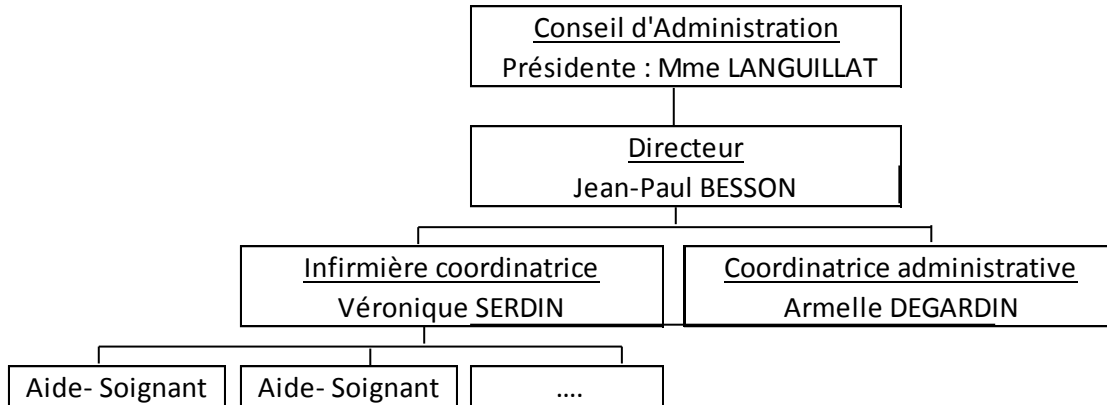 Conseil d'Administration
Présidente : Mme LANGUILLAT
Directeur
Jean-Paul BESSON
Infirmière coordinatrice
Véronique SERDIN
Coordinatrice administrative
Armelle DEGARDIN
Aide- Soignant
Aide- Soignant
....